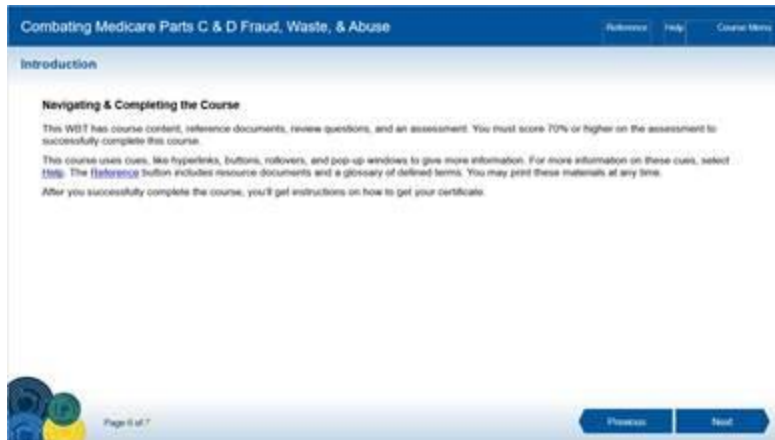 Combating Medicare Parts C & D Fraud, Waste, & Abuse
Reference Help Course Menu
Introduction
Navigating & Completing the Course
This WBT has course content, reference documents, review questions, and an assessment. You must score 70% or higher on the assessment to
successfully complete this course.
This course uses cues, like hyperlinks, buttons, rollovers, and pop-up windows to give more information. For more information on these cues, select
Help. The Reference button includes resource documents and a glossary of defined terms. You may print these materials at any time.
After you successfully complete the course, you'll get instructions on how to get your certificate.
Page 6 of 7
Previous Next